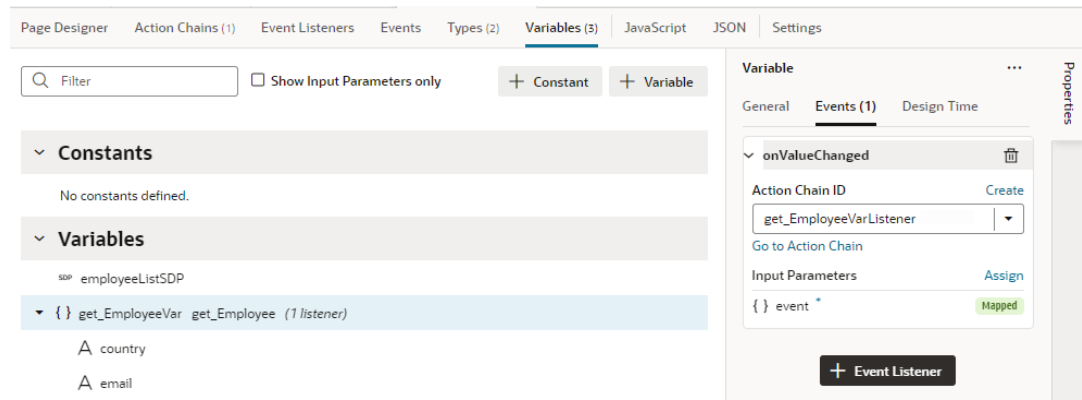 Page Designer Action Chains (1) Event Listeners Events Types (2) Variables (3) JavaScript JSON Settings
Filter Show Input Parameters only + Constant + Variable
Constants
No constants defined.
Variables
SDP employeeListSDP
{ } get_EmployeeVar get_Employee (1 listener)
A country
A email
Variable ...
General Events (1) Design Time
onValueChanged
Action Chain ID Create
get_EmployeeVarListener
Go to Action Chain
Input Parameters Assign
{ } event * Mapped
+ Event Listener
Properties